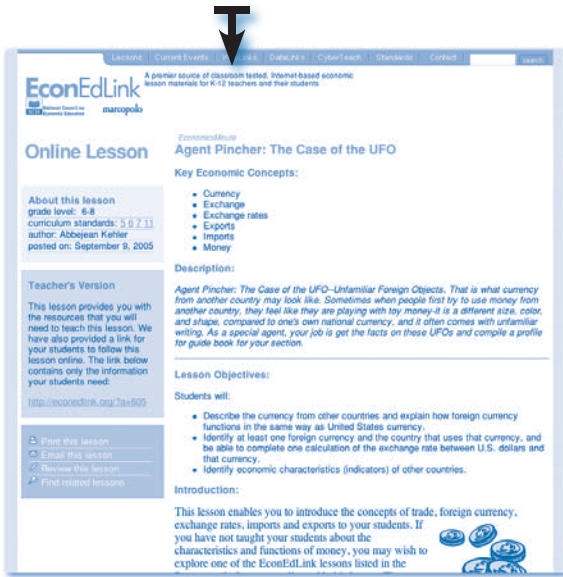 Lessons Current Events Links DataLinks CyberTeach Standards Contact search
EconEdLink
A premier source of classroom tested, Internet-based economic
lesson materials for K-12 teachers and their students
National Council on
Economic Education
marcopolo
Online Lesson
About this lesson
grade level: 6-8
curriculum standards: 5 6 7 11
author: Abbejean Kehler
posted on: September 9, 2005
Teacher's Version
This lesson provides you with
the resources that you will
need to teach this lesson. We
have also provided a link for
your students to follow this
lesson online. The link below
contains only the information
your students need:
http://econedlink.org/?a=605
Print this lesson
Email this lesson
Review this lesson
Find related lessons
EconomicsMinute
Agent Pincher: The Case of the UFO
Key Economic Concepts:
Currency
Exchange
Exchange rates
Exports
Imports
Money
Description:
Agent Pincher: The Case of the UFO--Unfamiliar Foreign Objects. That is what currency
from another country may look like. Sometimes when people first try to use money from
another country, they feel like they are playing with toy money-it is a different size, color,
and shape, compared to one's own national currency, and it often comes with unfamiliar
writing. As a special agent, your job is get the facts on these UFOs and compile a profile
for guide book for your section.
Lesson Objectives:
Students will:
Describe the currency from other countries and explain how foreign currency
functions in the same way as United States currency.
Identify at least one foreign currency and the country that uses that currency, and
be able to complete one calculation of the exchange rate between U.S. dollars and
that currency.
Identify economic characteristics (indicators) of other countries.
Introduction:
This lesson enables you to introduce the concepts of trade, foreign currency,
exchange rates, imports and exports to your students. If
you have not taught your students about the
characteristics and functions of money, you may wish to
explore one of the EconEdLink lessons listed in the